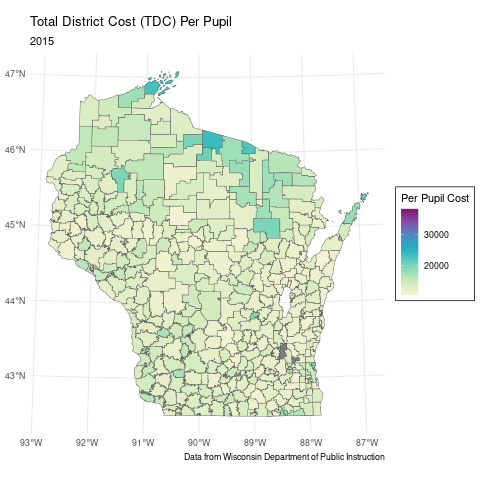 Total District Cost (TDC) Per Pupil
2015
47°N
46°N
45°N
44°N
43°N
93°W 92°W 91°W 90°W 89°W 88°W 87°W
Per Pupil Cost
30000
20000
Data from Wisconsin Department of Public Instruction